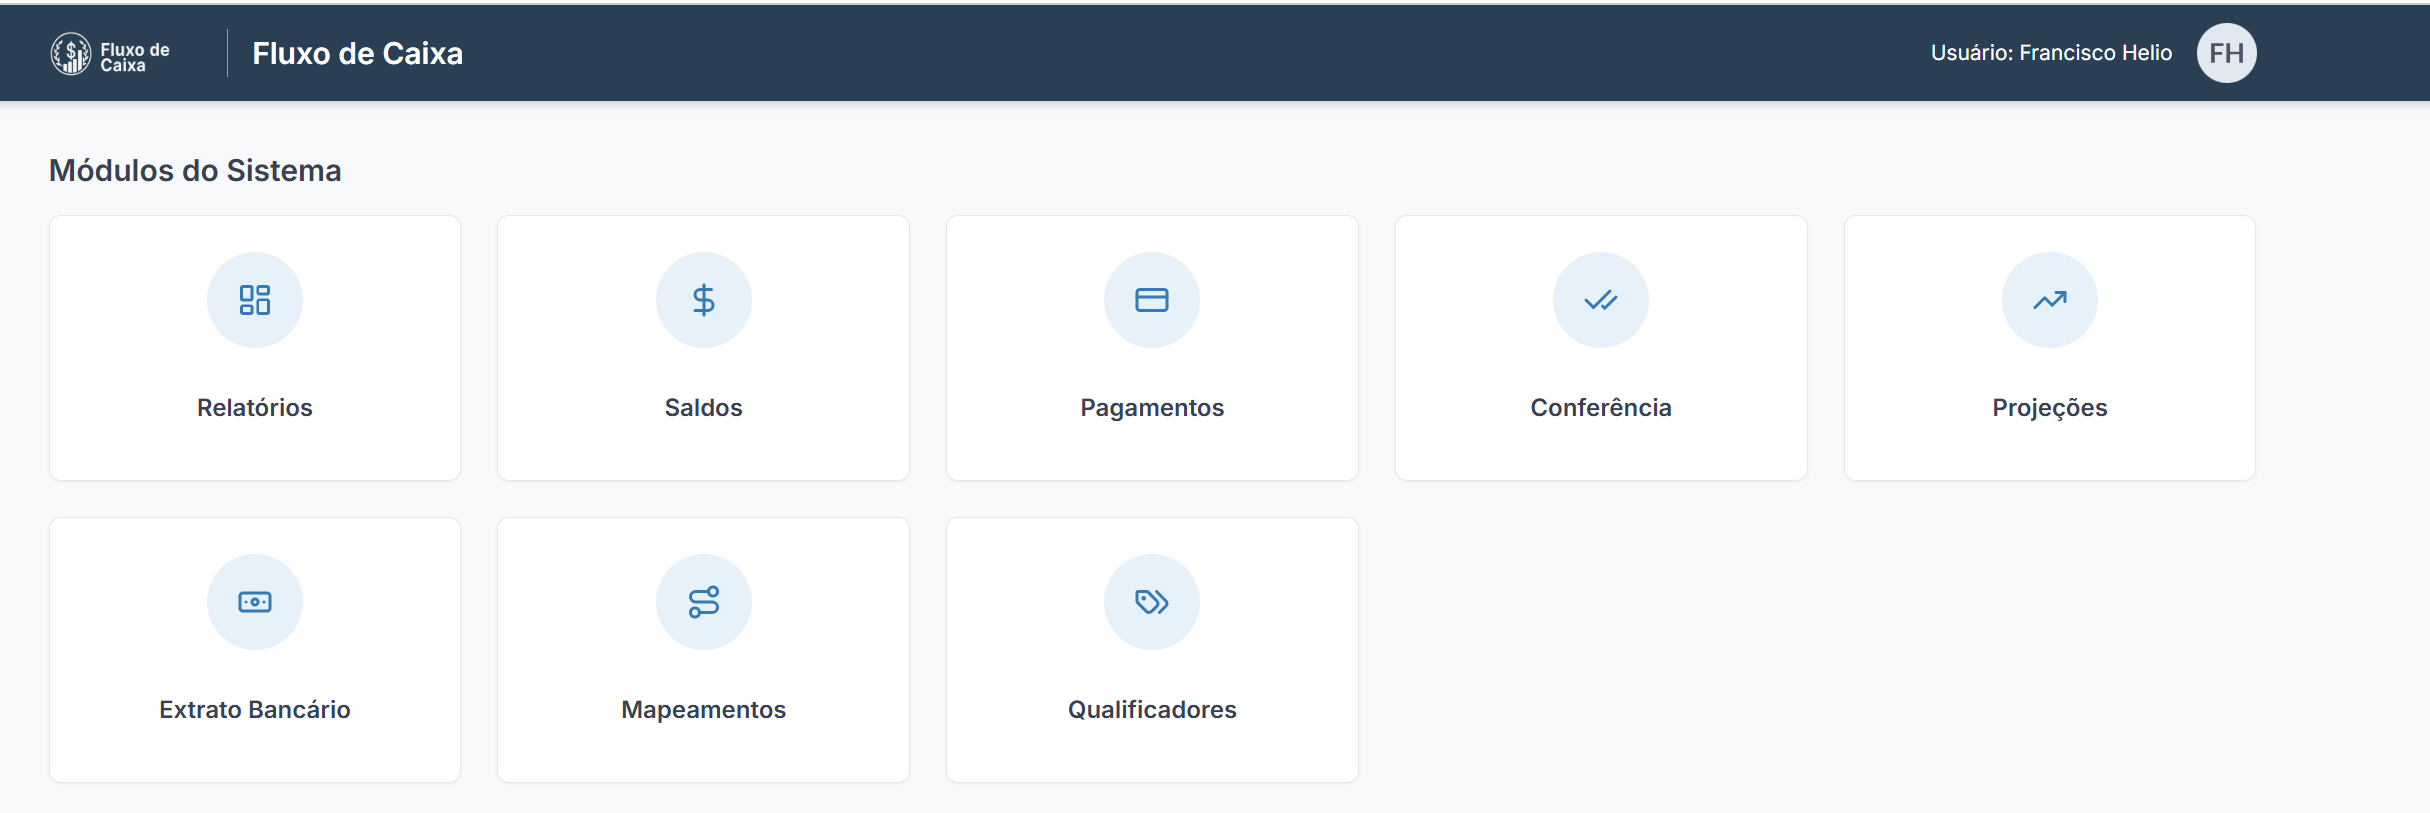 Fluxo de
Caixa
Fluxo de Caixa
Usuário: Francisco Helio
FH
Módulos do Sistema
Relatórios
Saldos
Pagamentos
Conferência
Projeções
Extrato Bancário
Mapeamentos
Qualificadores